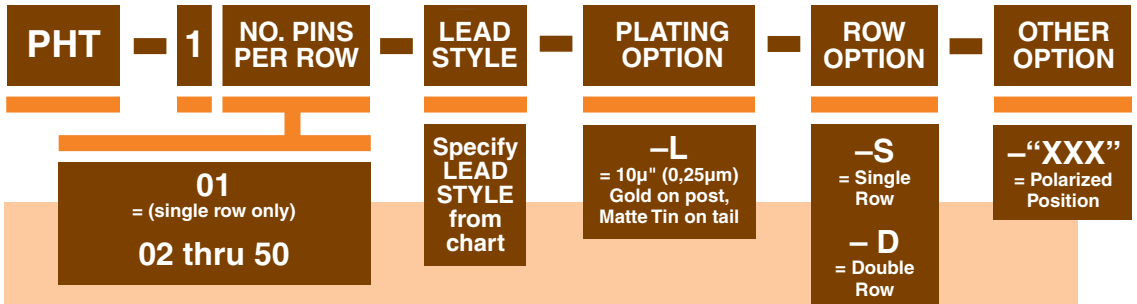 PHT
1
NO. PINS
PER ROW
LEAD
STYLE
PLATING
OPTION
ROW
OPTION
OTHER
OPTION
01
= (single row only)
02 thru 50
Specify
LEAD
STYLE
from
chart
–L
= 10µ" (0,25µm)
Gold on post,
Matte Tin on tail
–S
= Single
Row
– D
= Double
Row
–“XXX”
= Polarized
Position